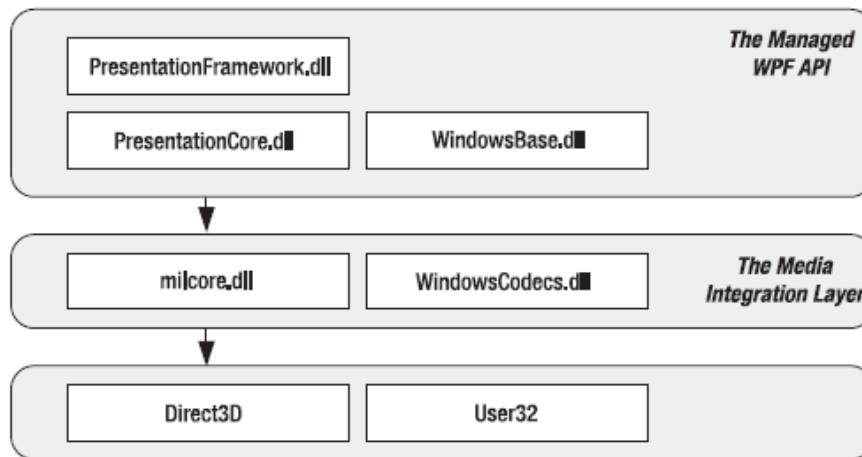 PresentationFramework.dll
The Managed
WPF API
PresentationCore.dll
WindowsBase.dll
milcore.dll
WindowsCodecs.dll
The Media
Integration Layer
Direct3D
User32